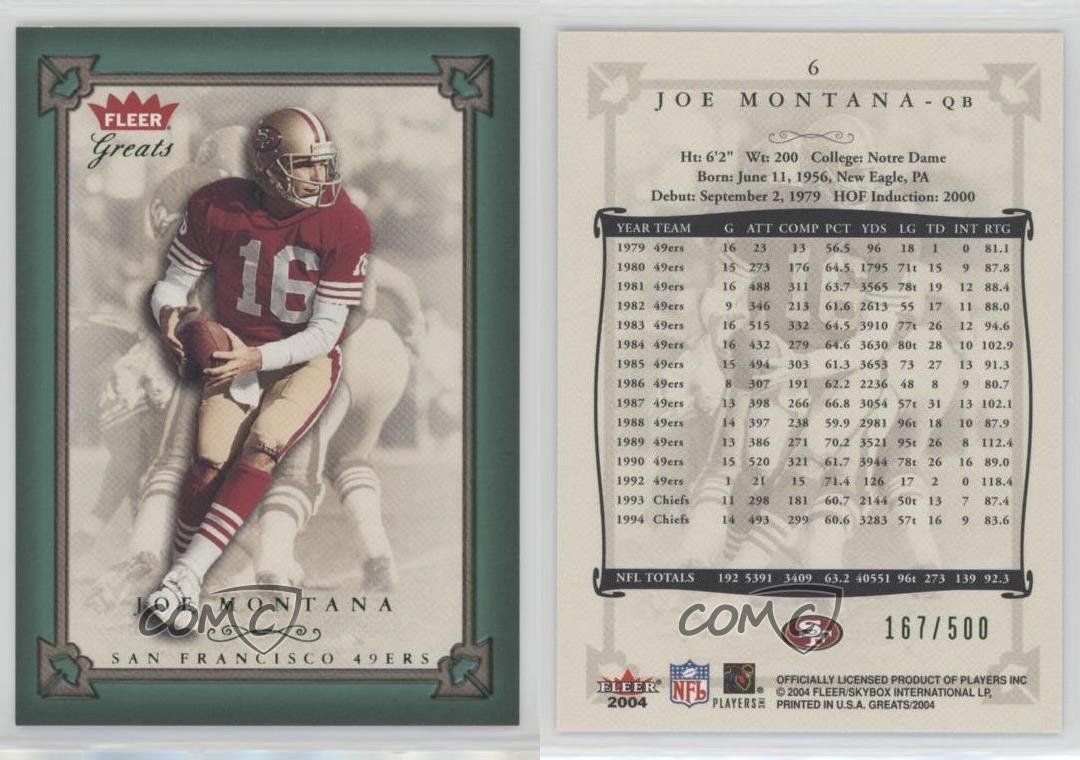 FLEER
Greats
16
16
JOE MONTANA
SAN FRANCISCO 49ERS
COMC
6
JOE MONTANA - QB
Ht: 6'2" Wt: 200 College: Notre Dame
Born: June 11, 1956, New Eagle, PA
Debut: September 2, 1979 HOF Induction: 2000
YEAR TEAM G ATT COMP PCT YDS LG TD INT RTG
1979 49ers 16 23 13 56.5 96 18 1 0 81.1
1980 49ers 15 273 176 64.5 1795 71t 15 9 87.8
1981 49ers 16 488 311 63.7 3565 78t 19 12 88.4
1982 49ers 9 346 213 61.6 2613 55 17 11 88.0
1983 49ers 16 515 332 64.5 3910 77t 26 12 94.6
1984 49ers 16 432 279 64.6 3630 80t 28 10 102.9
1985 49ers 15 494 303 61.3 3653 73 27 13 91.3
1986 49ers 8 307 191 62.2 2236 48 8 9 80.7
1987 49ers 13 398 266 66.8 3054 57t 31 13 102.1
1988 49ers 14 397 238 59.9 2981 96t 18 10 87.9
1989 49ers 13 386 271 70.2 3521 95t 26 8 112.4
1990 49ers 15 520 321 61.7 3944 78t 26 16 89.0
1992 49ers 1 21 15 71.4 126 17 2 0 118.4
1993 Chiefs 11 298 181 60.7 2144 50t 13 7 87.4
1994 Chiefs 14 493 299 60.6 3283 57t 16 9 83.6
NFL TOTALS 192 5391 3409 63.2 40551 96t 273 139 92.3
COMC
SF
167/500
FLEER
2004
NFL
PLAYERS INC
OFFICIALLY LICENSED PRODUCT OF PLAYERS INC
© 2004 FLEER/SKYBOX INTERNATIONAL LP,
PRINTED IN U.S.A. GREATS/2004